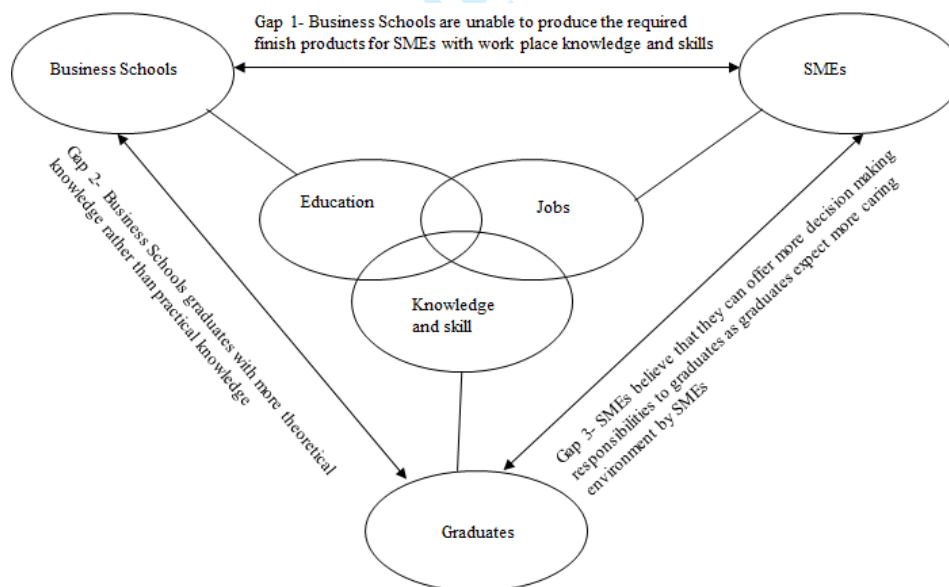 Gap 1- Business Schools are unable to produce the required
finish products for SMEs with work place knowledge and skills
Business Schools
SMEs
Gap 2- Business Schools graduates with more theoretical
knowledge rather than practical knowledge
Education
Jobs
Knowledge
and skill
Gap 3- SMEs believe that they can offer more decision making
responsibilities to graduates as graduates expect more caring
environment by SMEs
Graduates